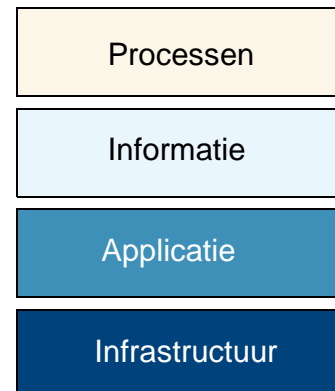 Processen
Informatie
Applicatie
Infrastructuur